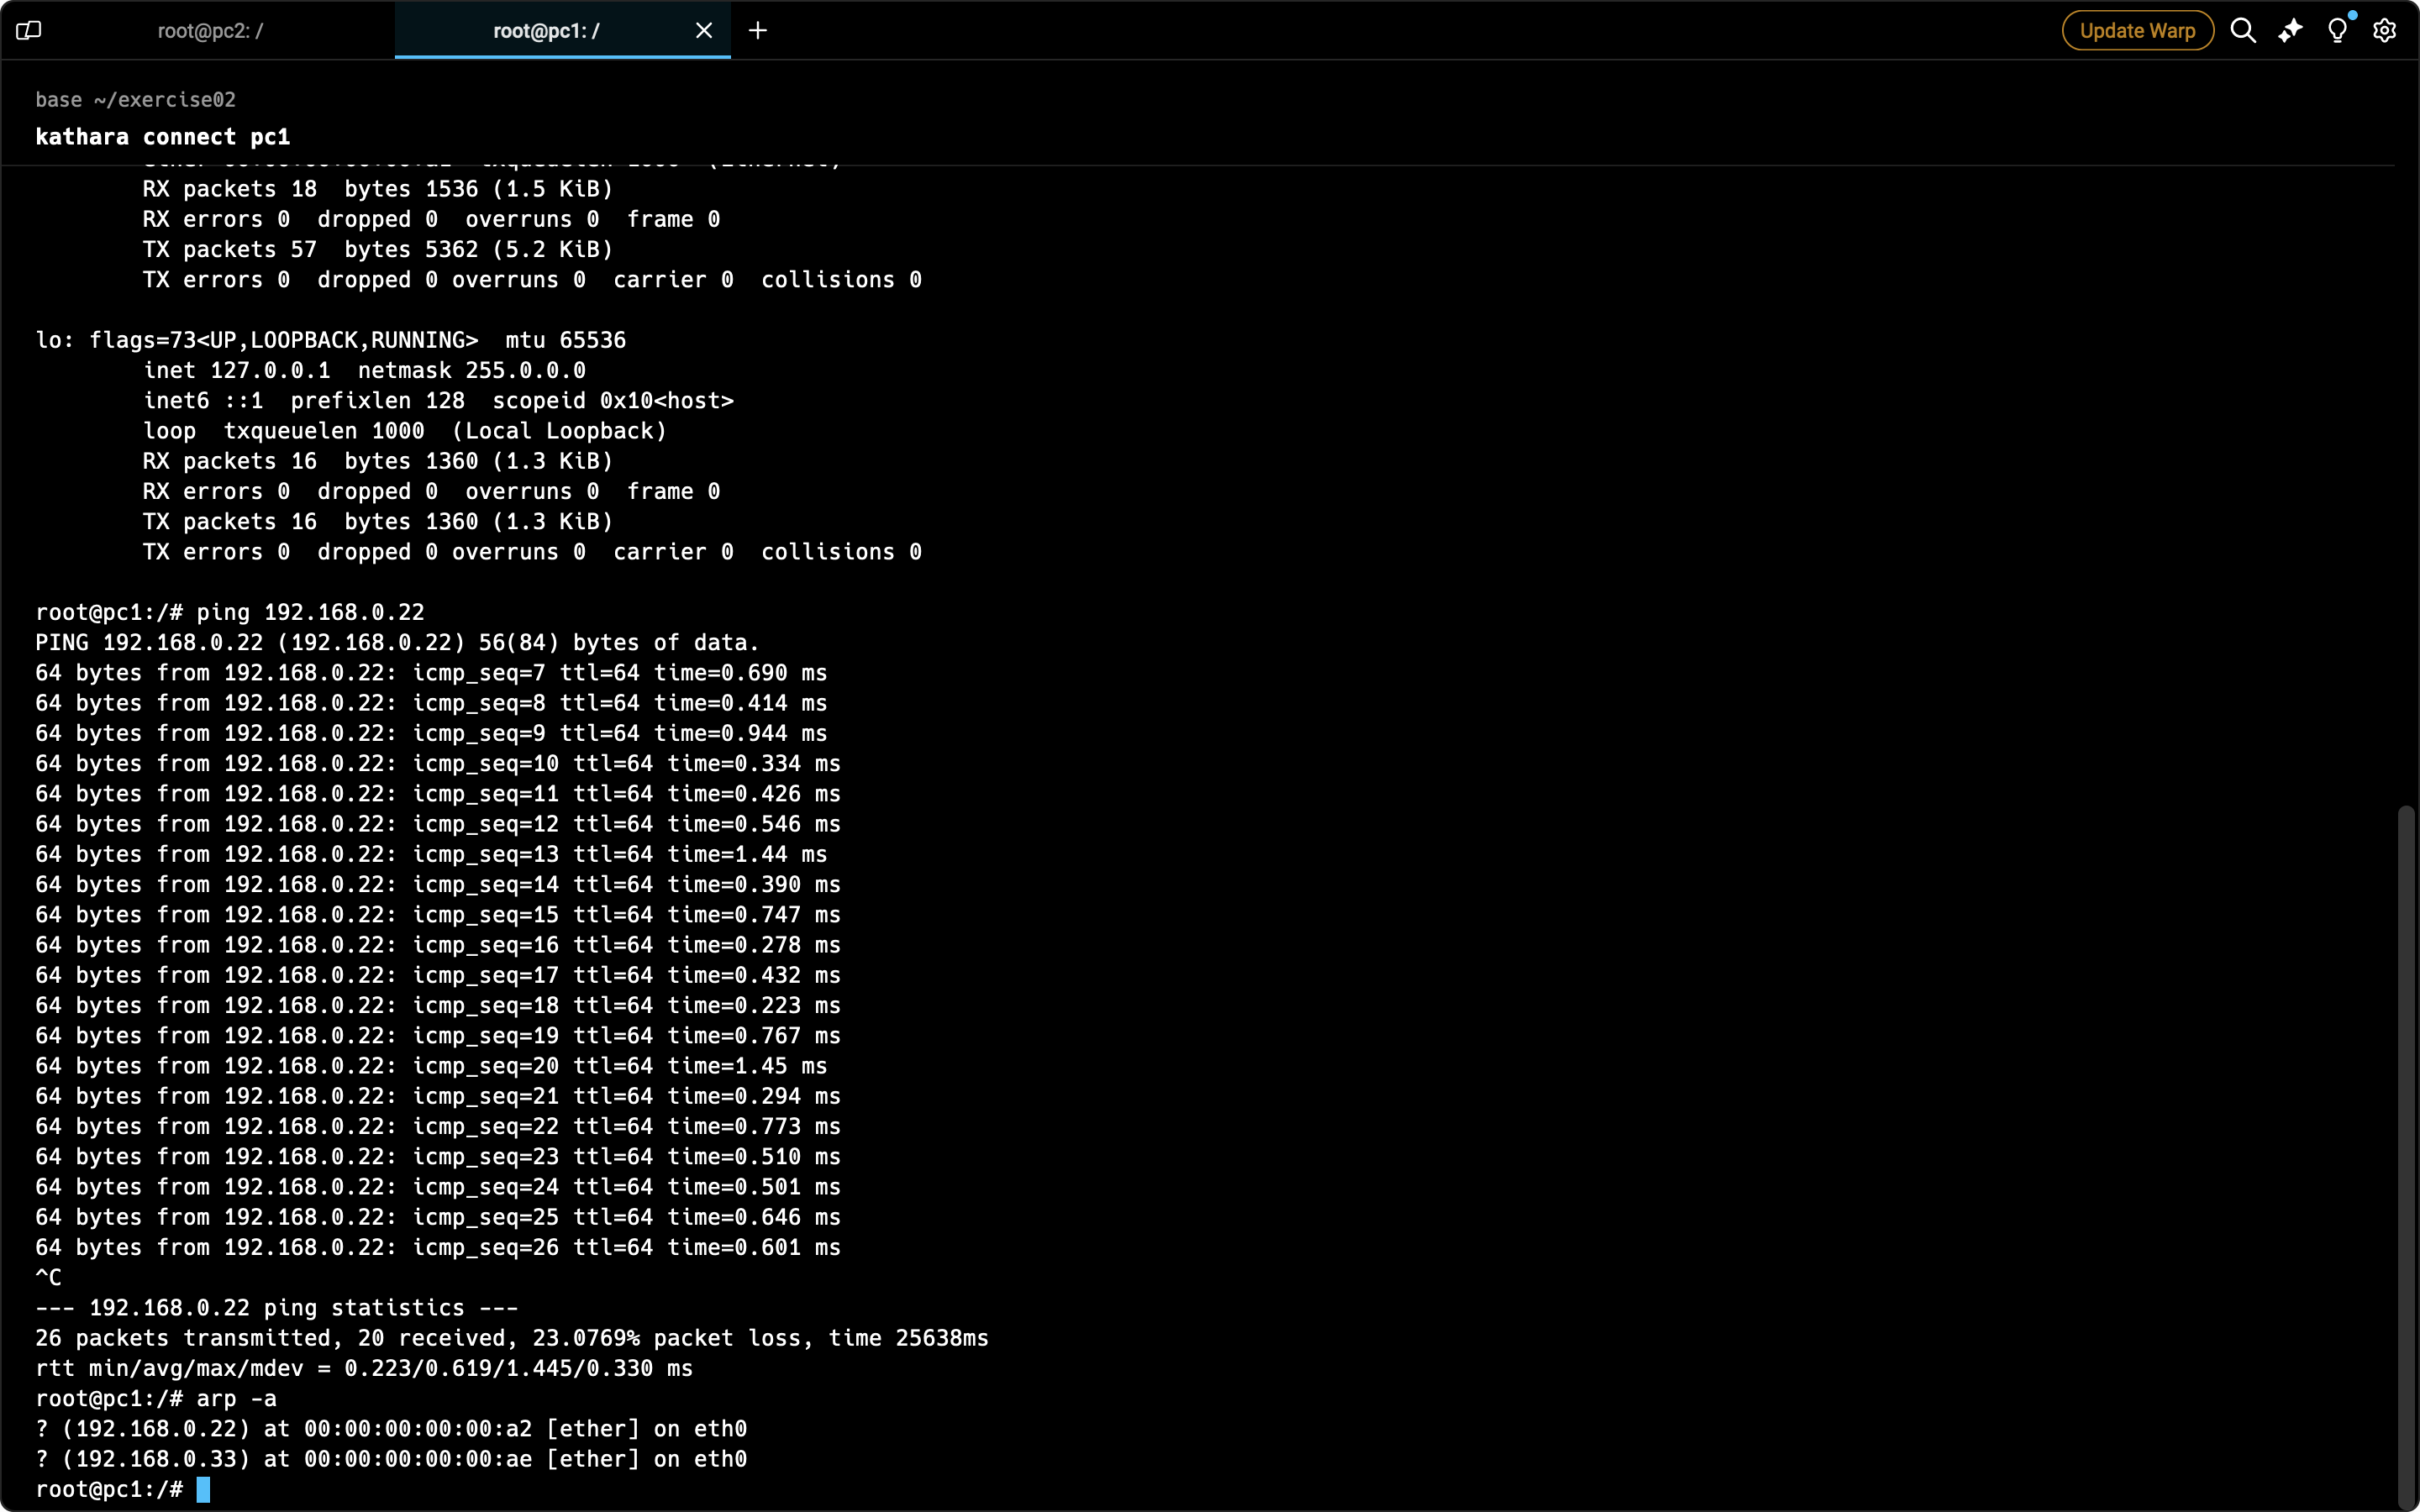 root@pc2: /
root@pc1: /
Update Warp
base ~/exercise02
kathara connect pc1
RX packets 18  bytes 1536 (1.5 KiB)
RX errors 0  dropped 0  overruns 0  frame 0
TX packets 57  bytes 5362 (5.2 KiB)
TX errors 0  dropped 0 overruns 0  carrier 0  collisions 0
lo: flags=73<UP,LOOPBACK,RUNNING>  mtu 65536
inet 127.0.0.1  netmask 255.0.0.0
inet6 ::1  prefixlen 128  scopeid 0x10<host>
loop  txqueuelen 1000  (Local Loopback)
RX packets 16  bytes 1360 (1.3 KiB)
RX errors 0  dropped 0  overruns 0  frame 0
TX packets 16  bytes 1360 (1.3 KiB)
TX errors 0  dropped 0 overruns 0  carrier 0  collisions 0
root@pc1:/# ping 192.168.0.22
PING 192.168.0.22 (192.168.0.22) 56(84) bytes of data.
64 bytes from 192.168.0.22: icmp_seq=7 ttl=64 time=0.690 ms
64 bytes from 192.168.0.22: icmp_seq=8 ttl=64 time=0.414 ms
64 bytes from 192.168.0.22: icmp_seq=9 ttl=64 time=0.944 ms
64 bytes from 192.168.0.22: icmp_seq=10 ttl=64 time=0.334 ms
64 bytes from 192.168.0.22: icmp_seq=11 ttl=64 time=0.426 ms
64 bytes from 192.168.0.22: icmp_seq=12 ttl=64 time=0.546 ms
64 bytes from 192.168.0.22: icmp_seq=13 ttl=64 time=1.44 ms
64 bytes from 192.168.0.22: icmp_seq=14 ttl=64 time=0.390 ms
64 bytes from 192.168.0.22: icmp_seq=15 ttl=64 time=0.747 ms
64 bytes from 192.168.0.22: icmp_seq=16 ttl=64 time=0.278 ms
64 bytes from 192.168.0.22: icmp_seq=17 ttl=64 time=0.432 ms
64 bytes from 192.168.0.22: icmp_seq=18 ttl=64 time=0.223 ms
64 bytes from 192.168.0.22: icmp_seq=19 ttl=64 time=0.767 ms
64 bytes from 192.168.0.22: icmp_seq=20 ttl=64 time=1.45 ms
64 bytes from 192.168.0.22: icmp_seq=21 ttl=64 time=0.294 ms
64 bytes from 192.168.0.22: icmp_seq=22 ttl=64 time=0.773 ms
64 bytes from 192.168.0.22: icmp_seq=23 ttl=64 time=0.510 ms
64 bytes from 192.168.0.22: icmp_seq=24 ttl=64 time=0.501 ms
64 bytes from 192.168.0.22: icmp_seq=25 ttl=64 time=0.646 ms
64 bytes from 192.168.0.22: icmp_seq=26 ttl=64 time=0.601 ms
^C
--- 192.168.0.22 ping statistics ---
26 packets transmitted, 20 received, 23.0769% packet loss, time 25638ms
rtt min/avg/max/mdev = 0.223/0.619/1.445/0.330 ms
root@pc1:/# arp -a
? (192.168.0.22) at 00:00:00:00:00:a2 [ether] on eth0
? (192.168.0.33) at 00:00:00:00:00:ae [ether] on eth0
root@pc1:/#